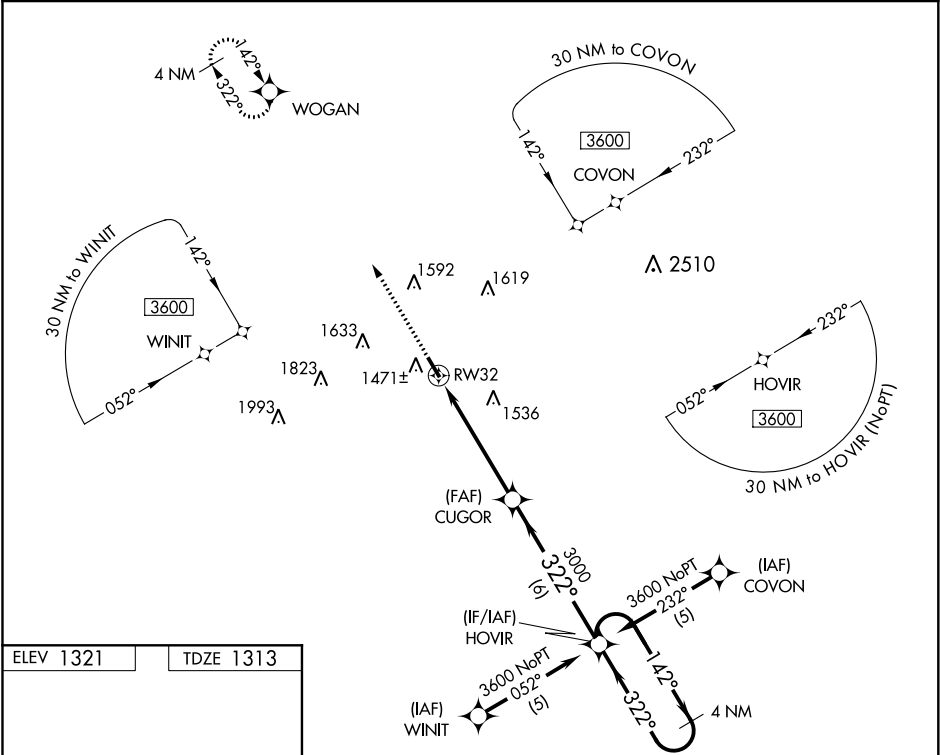 30 NM to COVON
142°
4 NM
322°
WOGAN
3600
COVON
142°
232°
2510
30 NM to WINIT
142°
3600
WINIT
052°
1592
1619
1633
1823
1471±
RW32
1993
1536
232°
HOVIR
052°
3600
30 NM to HOVIR (NoPT)
(FAF)
CUGOR
3000
322°
(6)
3600 NoPT
232°
(5)
(IAF)
COVON
(IF/IAF)
HOVIR
3600 NoPT
052°
(5)
142°
322°
4 NM
(IAF)
WINIT
ELEV 1321
TDZE 1313